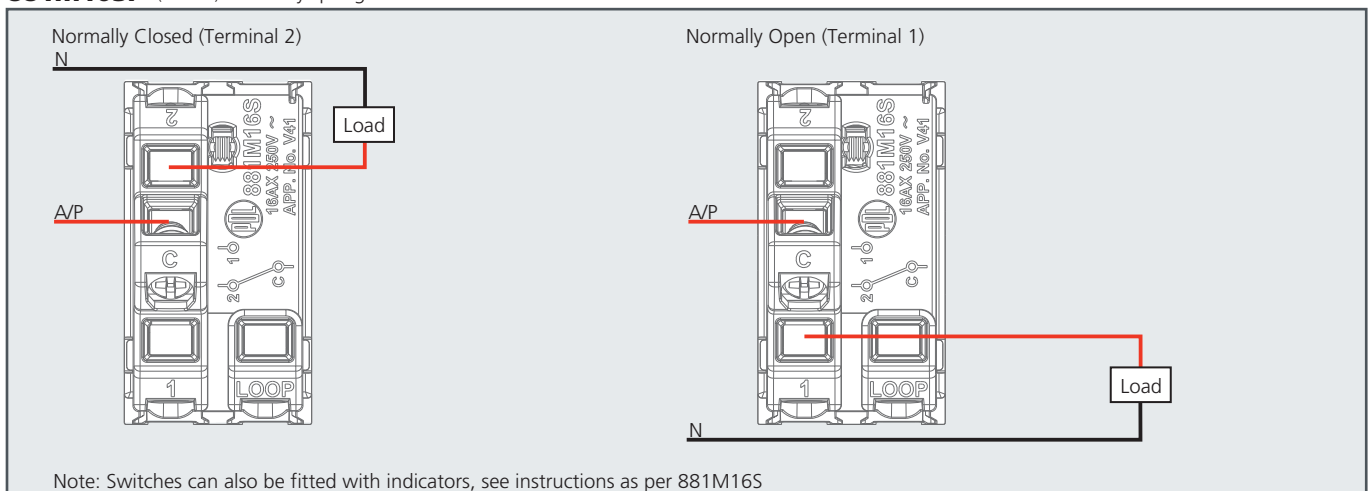 Normally Closed (Terminal 2)
N
Load
A/P
2
881M16S
16AX 250V ~
APP. No. V41
PDL
C
1
2
C
1
LOOP
Normally Open (Terminal 1)
2
881M16S
16AX 250V ~
APP. No. V41
A/P
PDL
C
1
2
C
1
LOOP
Load
N
Note: Switches can also be fitted with indicators, see instructions as per 881M16S